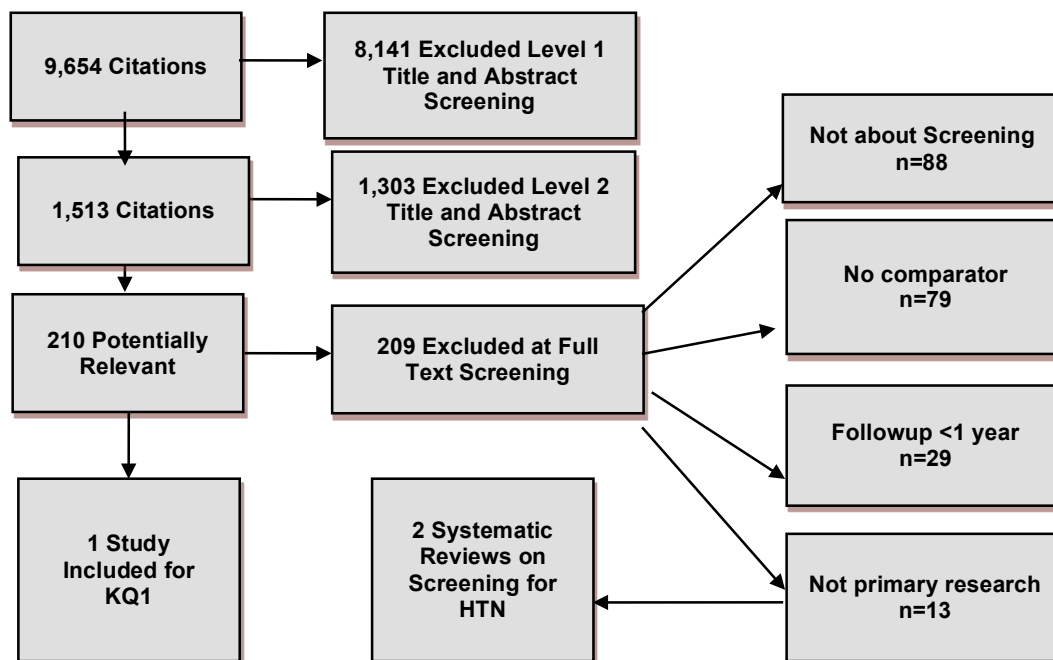 9,654 Citations
8,141 Excluded Level 1
Title and Abstract
Screening
Not about Screening
n=88
1,513 Citations
1,303 Excluded Level 2
Title and Abstract
Screening
No comparator
n=79
210 Potentially
Relevant
209 Excluded at Full
Text Screening
Followup <1 year
n=29
1 Study
Included for
KQ1
2 Systematic
Reviews on
Screening for
HTN
Not primary research
n=13